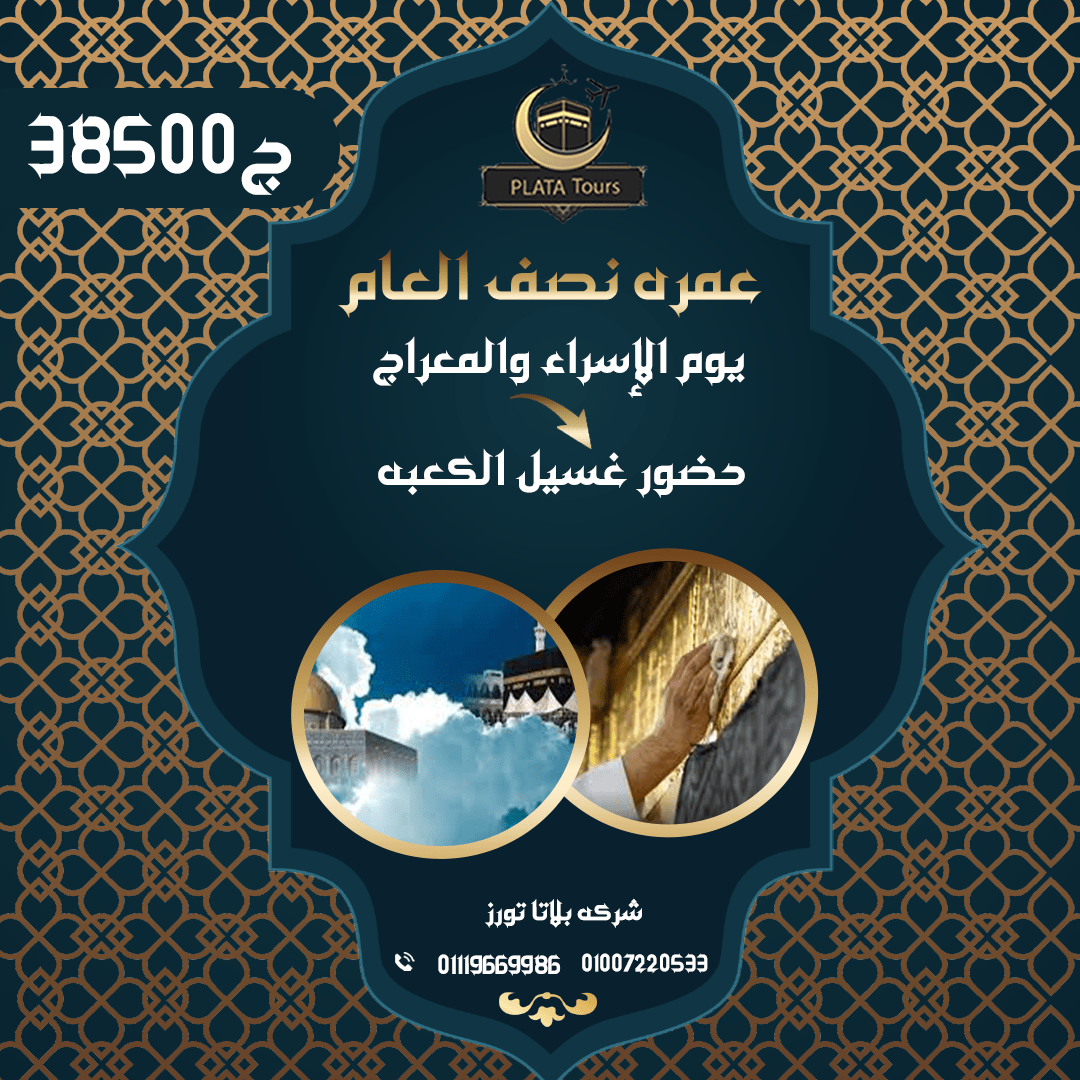 38500ج
PLATA Tours
عمره نصف العام
يوم الإسراء والمعراج
حضور غسيل الكعبه
شركه بلاتا تورز
01119669986 01007220533